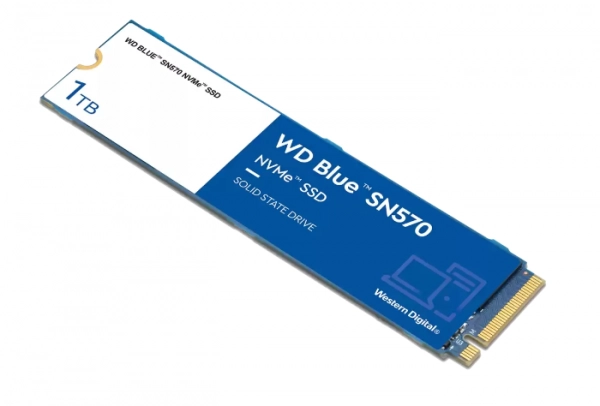 WD BLUE™ SN570 NVMe™ SSD
1TB
WD Blue™ SN570
NVMe™ SSD
SOLID STATE DRIVE
Western Digital®